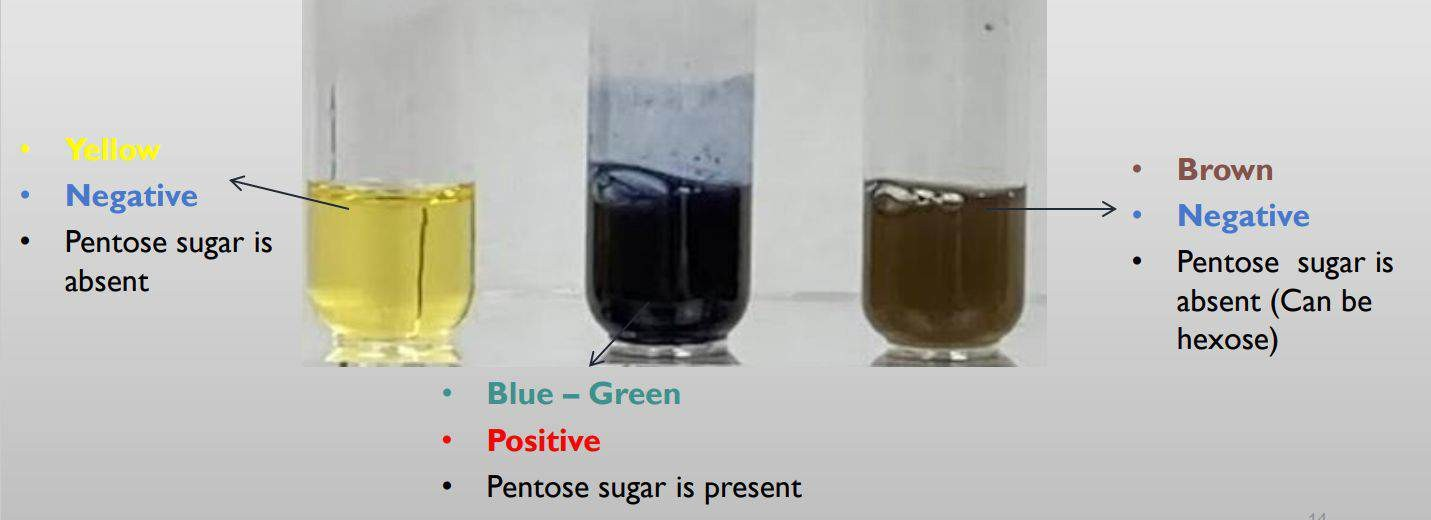 • Yellow
• Negative
• Pentose sugar is
absent
• Blue – Green
• Positive
• Pentose sugar is present
• Brown
• Negative
• Pentose sugar is
absent (Can be
hexose)
14